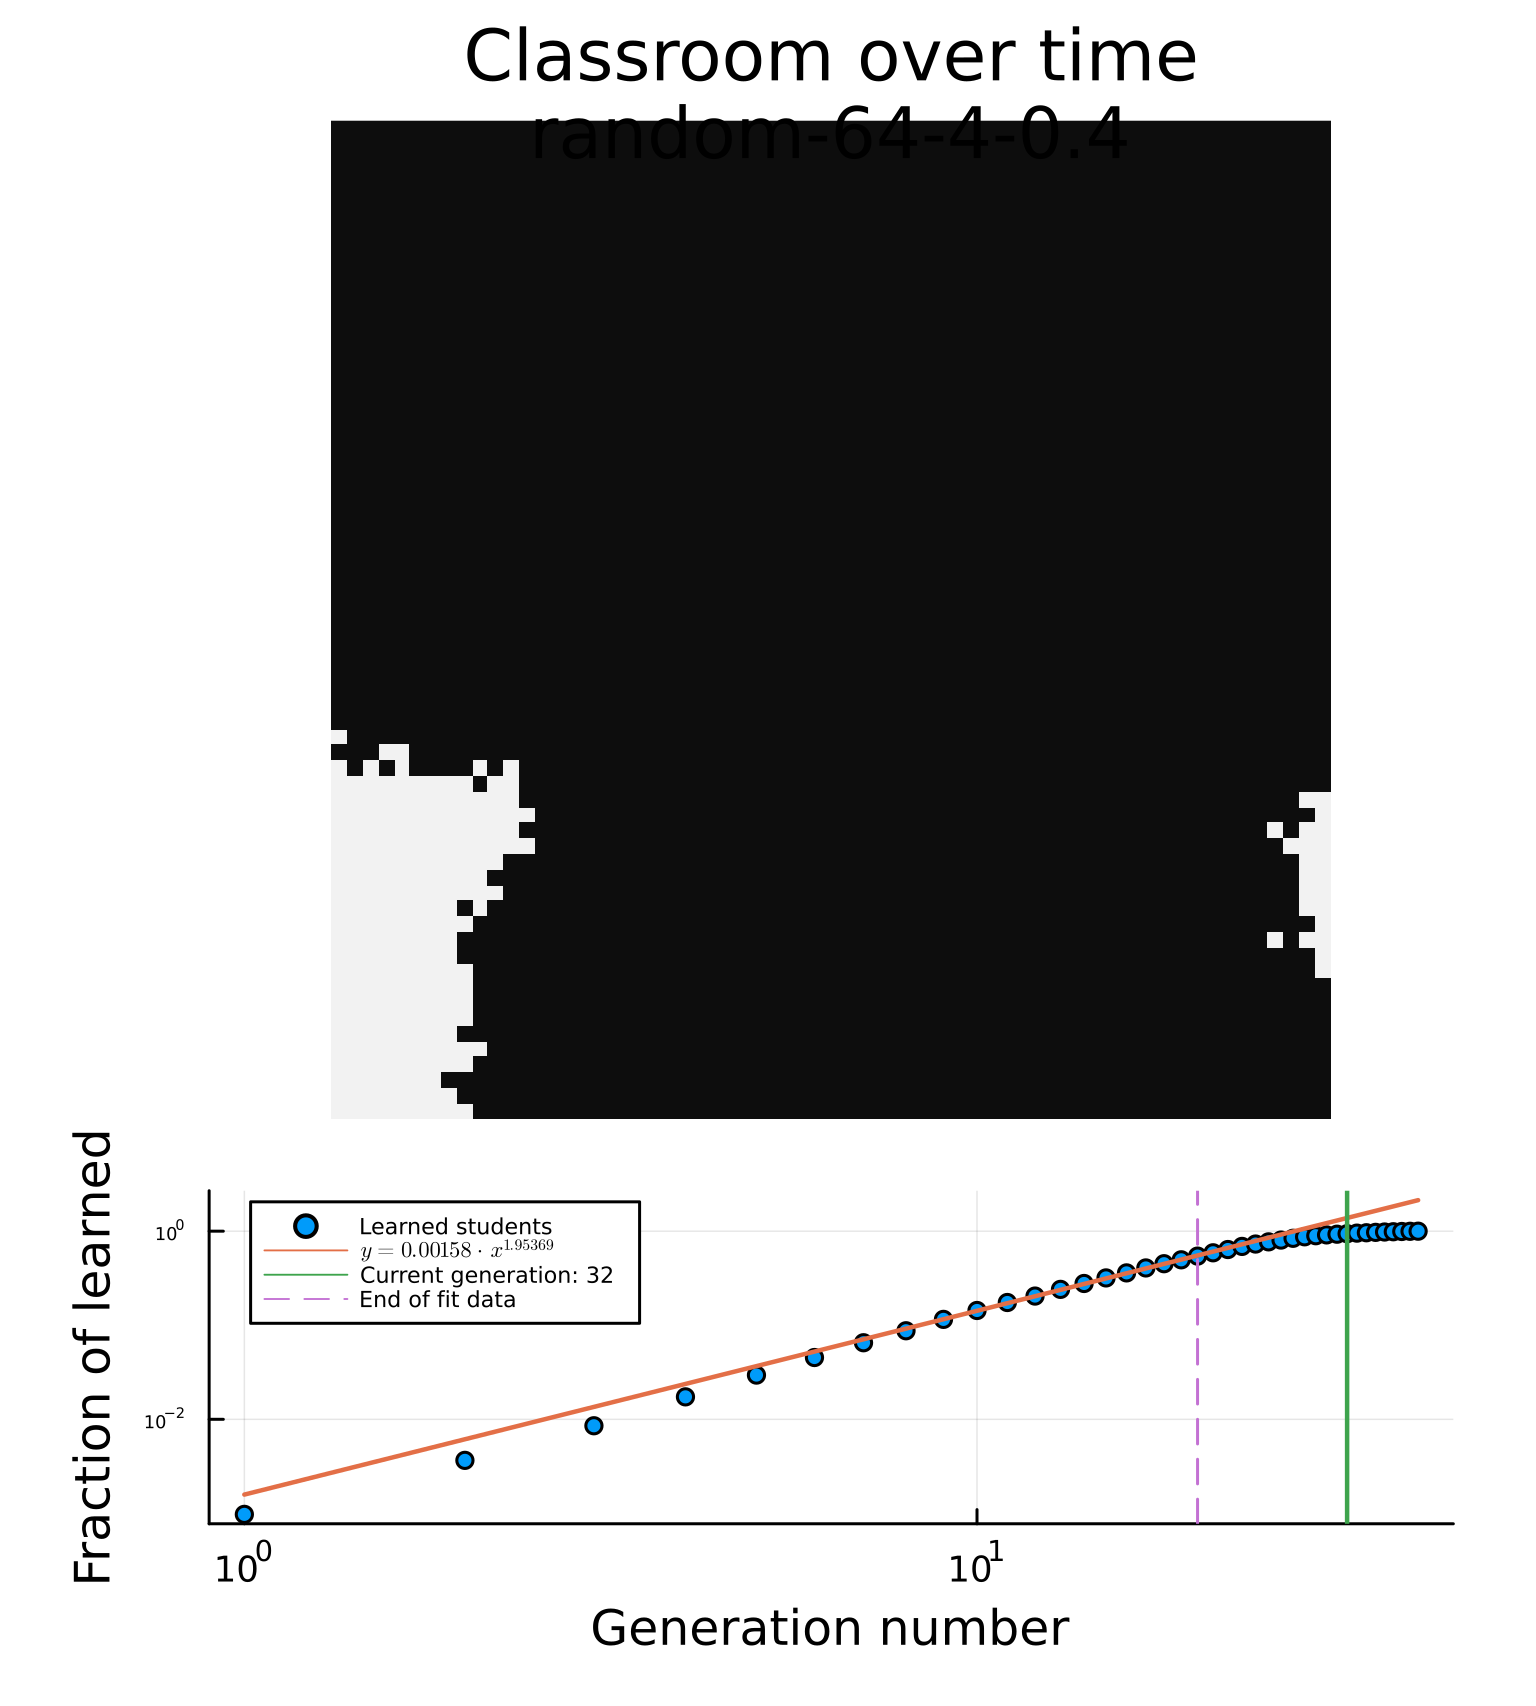 Classroom over time
random-64-4-0.4
Learned students
y = 0.00158 · x^1.95369
Current generation: 32
End of fit data
Fraction of learned
10^0
10^-2
10^0
10^1
Generation number